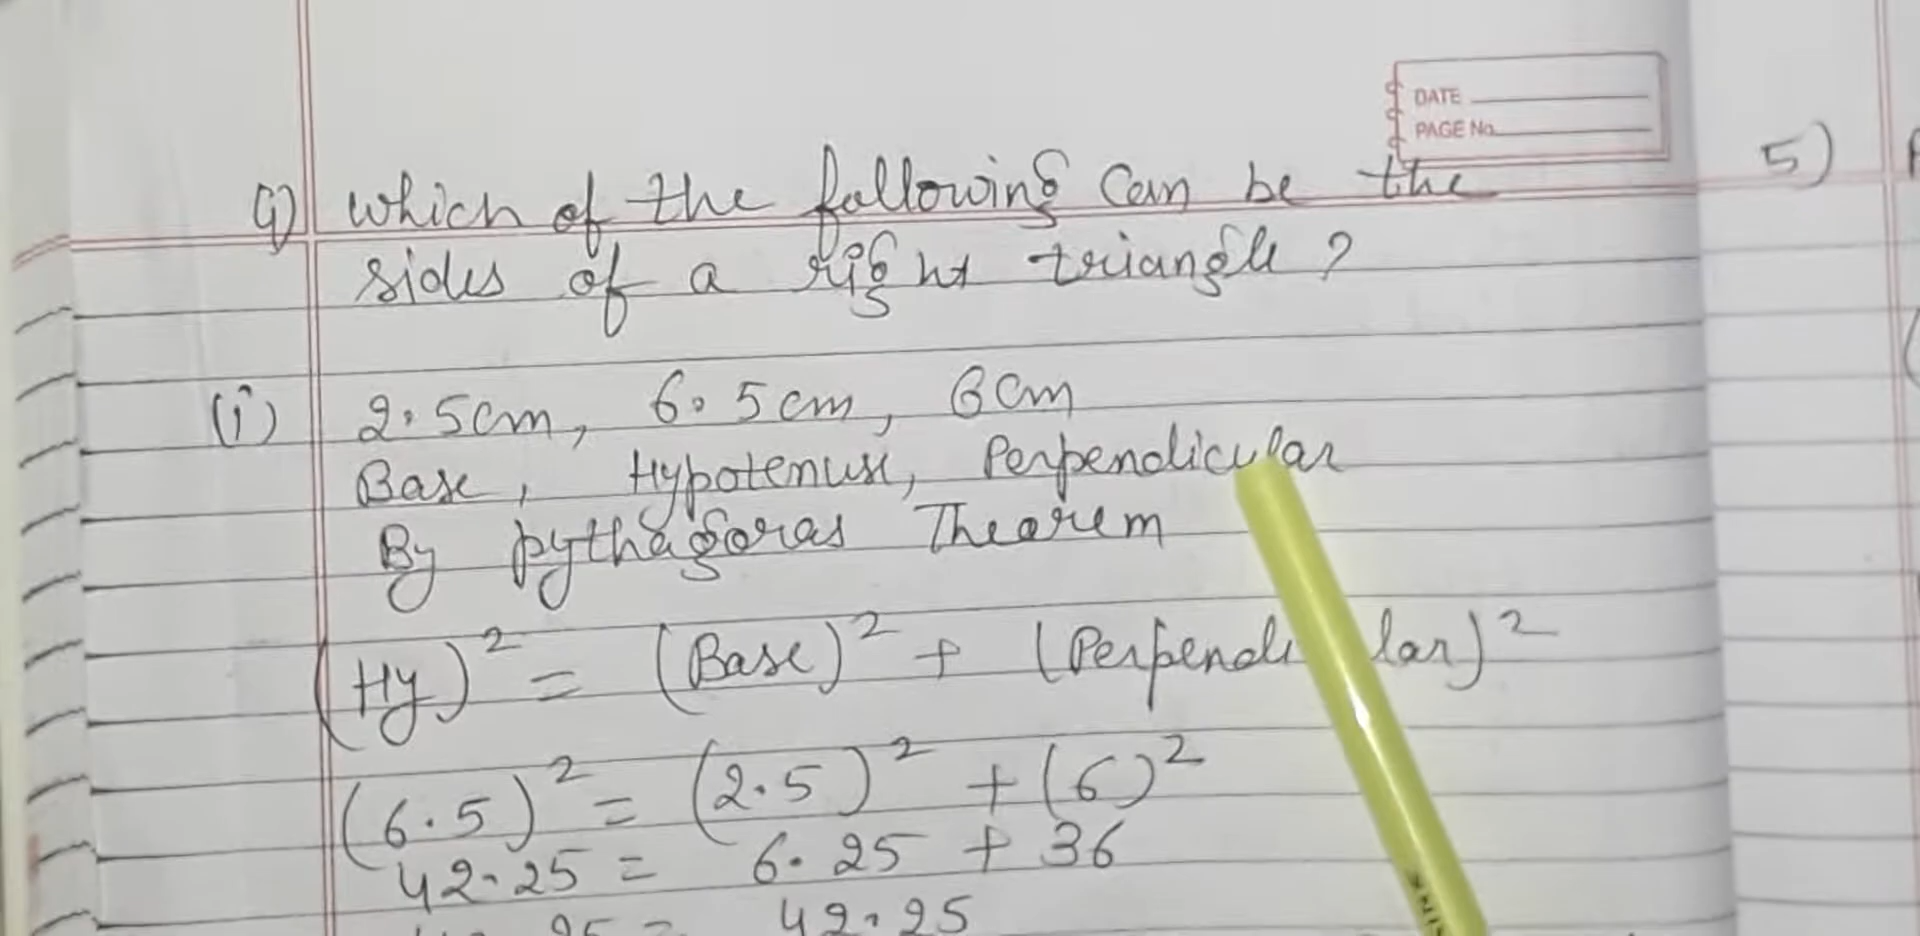 DATE
PAGE No.
5)
Q) which of the following can be the
sides of a right triangle ?
(i) 2.5cm, 6.5cm, 6cm
Base, Hypotenuse, Perpendicular
By pythagoras Theorem
(Hy)² = (Base)² + (Perpendi lar)²
(6.5)² = (2.5)² + (6)²
42.25 = 6.25 + 36
42.25